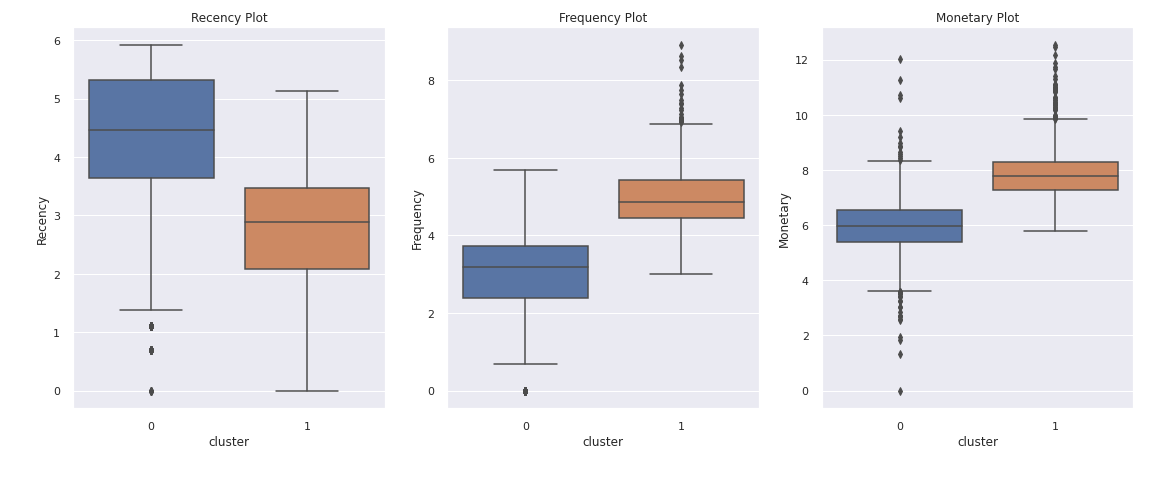 Recency Plot
Recency
6
5
4
3
2
1
0
0 1
cluster
Frequency Plot
Frequency
8
6
4
2
0
0 1
cluster
Monetary Plot
Monetary
12
10
8
6
4
2
0
0 1
cluster